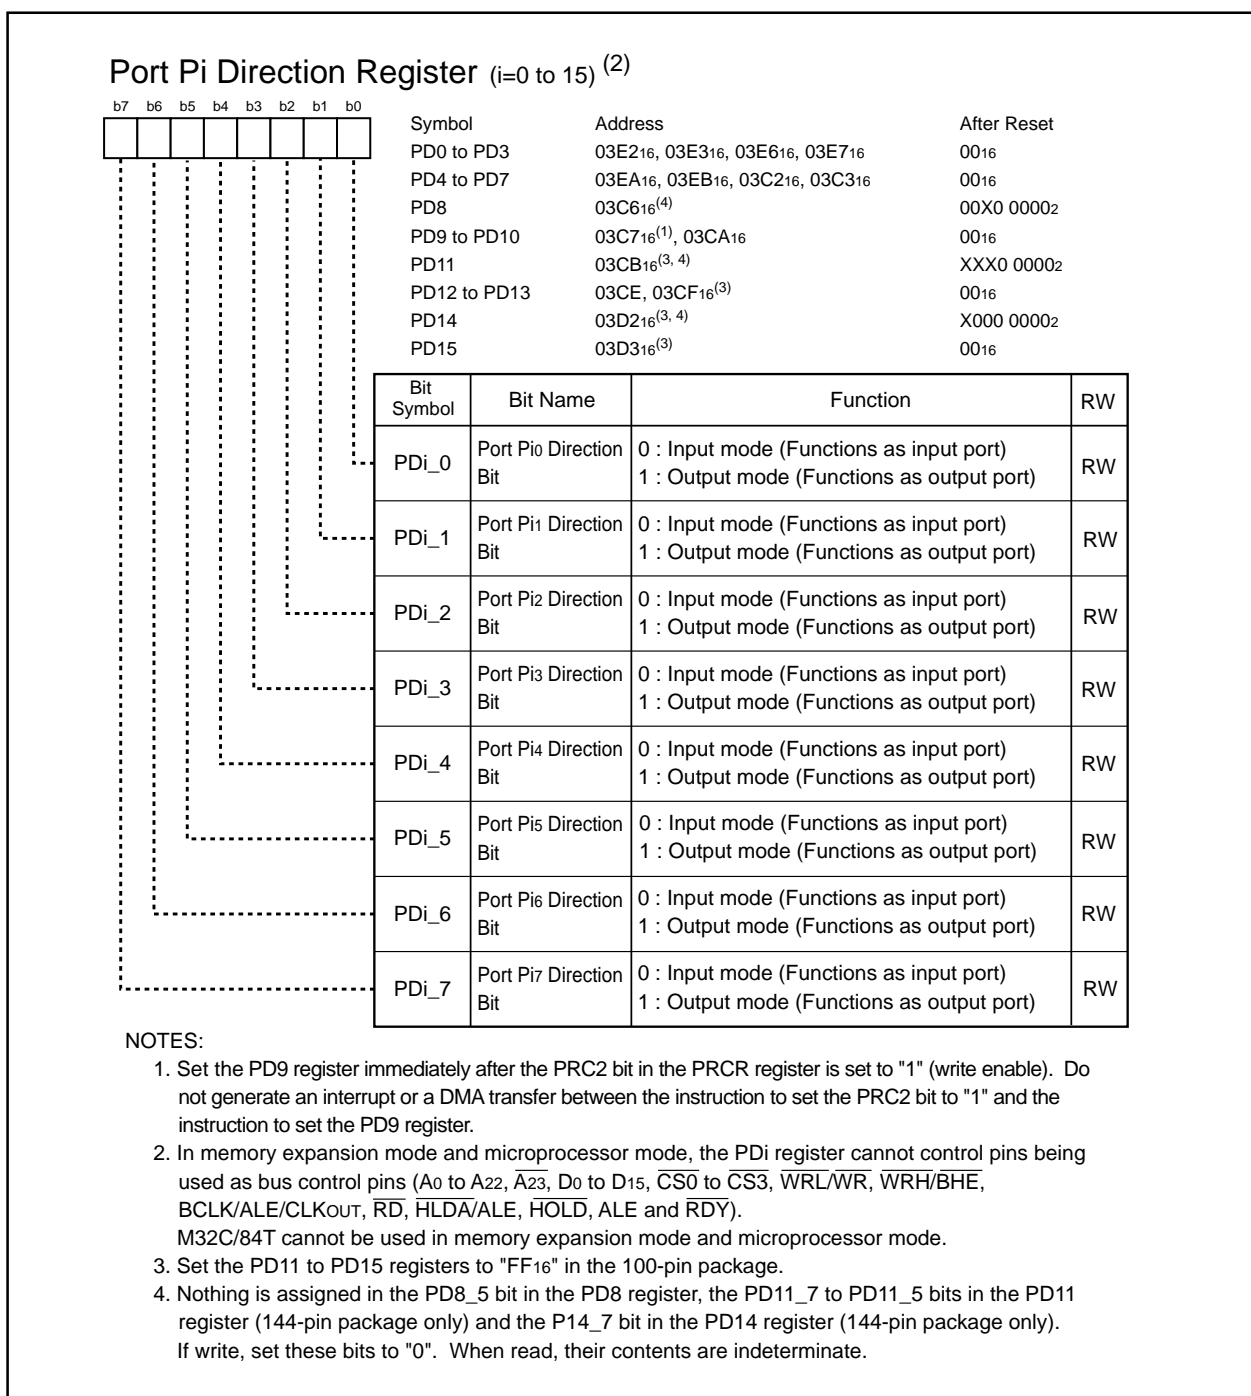 Port Pi Direction Register (i=0 to 15) (2)
b7 b6 b5 b4 b3 b2 b1 b0
Symbol Address After Reset
PD0 to PD3 03E216, 03E316, 03E616, 03E716 0016
PD4 to PD7 03EA16, 03EB16, 03C216, 03C316 0016
PD8 03C616(4) 00X0 00002
PD9 to PD10 03C716(1), 03CA16 0016
PD11 03CB16(3, 4) XXX0 00002
PD12 to PD13 03CE, 03CF16(3) 0016
PD14 03D216(3, 4) X000 00002
PD15 03D316(3) 0016
Bit Symbol Bit Name Function RW
PDi_0 Port Pi0 Direction Bit 0 : Input mode (Functions as input port)
1 : Output mode (Functions as output port) RW
PDi_1 Port Pi1 Direction Bit 0 : Input mode (Functions as input port)
1 : Output mode (Functions as output port) RW
PDi_2 Port Pi2 Direction Bit 0 : Input mode (Functions as input port)
1 : Output mode (Functions as output port) RW
PDi_3 Port Pi3 Direction Bit 0 : Input mode (Functions as input port)
1 : Output mode (Functions as output port) RW
PDi_4 Port Pi4 Direction Bit 0 : Input mode (Functions as input port)
1 : Output mode (Functions as output port) RW
PDi_5 Port Pi5 Direction Bit 0 : Input mode (Functions as input port)
1 : Output mode (Functions as output port) RW
PDi_6 Port Pi6 Direction Bit 0 : Input mode (Functions as input port)
1 : Output mode (Functions as output port) RW
PDi_7 Port Pi7 Direction Bit 0 : Input mode (Functions as input port)
1 : Output mode (Functions as output port) RW
NOTES:
1. Set the PD9 register immediately after the PRC2 bit in the PRCR register is set to "1" (write enable). Do
not generate an interrupt or a DMA transfer between the instruction to set the PRC2 bit to "1" and the
instruction to set the PD9 register.
2. In memory expansion mode and microprocessor mode, the PDi register cannot control pins being
used as bus control pins (A0 to A22, A23, D0 to D15, CS0 to CS3, WRL/WR, WRH/BHE,
BCLK/ALE/CLKOUT, RD, HLDA/ALE, HOLD, ALE and RDY).
M32C/84T cannot be used in memory expansion mode and microprocessor mode.
3. Set the PD11 to PD15 registers to "FF16" in the 100-pin package.
4. Nothing is assigned in the PD8_5 bit in the PD8 register, the PD11_7 to PD11_5 bits in the PD11
register (144-pin package only) and the P14_7 bit in the PD14 register (144-pin package only).
If write, set these bits to "0". When read, their contents are indeterminate.